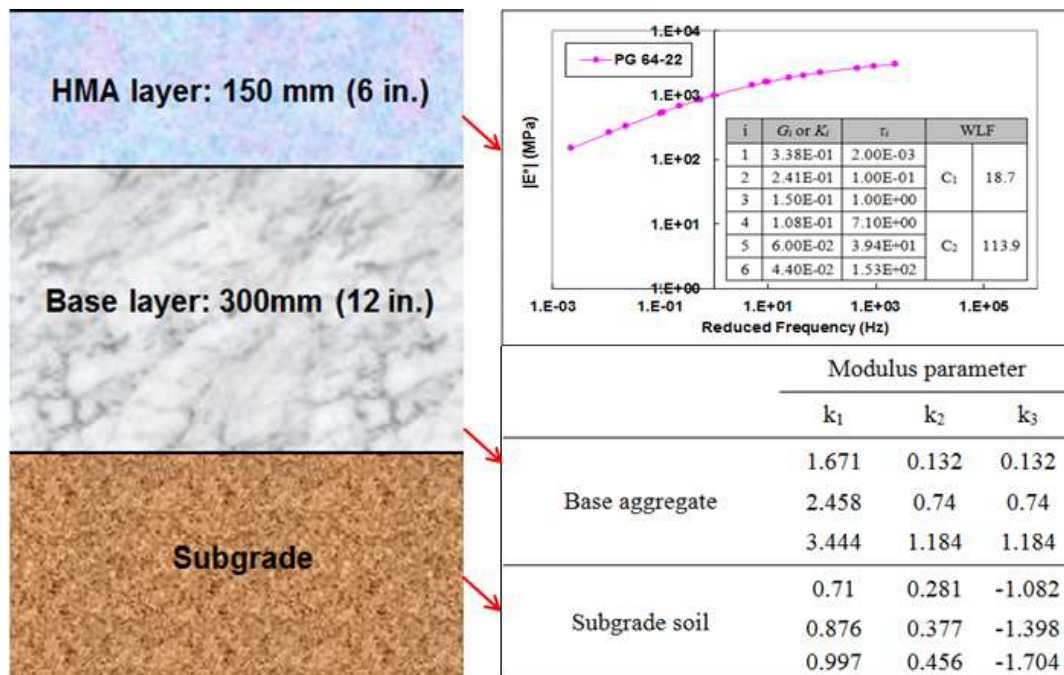 HMA layer: 150 mm (6 in.)
Base layer: 300mm (12 in.)
Subgrade
1.E+04
1.E+03
1.E+02
1.E+01
1.E+00
|E*| (MPa)
PG 64-22
i Gᵢ or Kᵢ τᵢ WLF
1 3.38E-01 2.00E-03
2 2.41E-01 1.00E-01
3 1.50E-01 1.00E+00
C₁ 18.7
4 1.08E-01 7.10E+00
5 6.00E-02 3.94E+01
6 4.40E-02 1.53E+02
C₂ 113.9
1.E-03 1.E-01 1.E+01 1.E+03 1.E+05
Reduced Frequency (Hz)
Modulus parameter
k₁ k₂ k₃
Base aggregate
1.671 0.132 0.132
2.458 0.74 0.74
3.444 1.184 1.184
Subgrade soil
0.71 0.281 -1.082
0.876 0.377 -1.398
0.997 0.456 -1.704